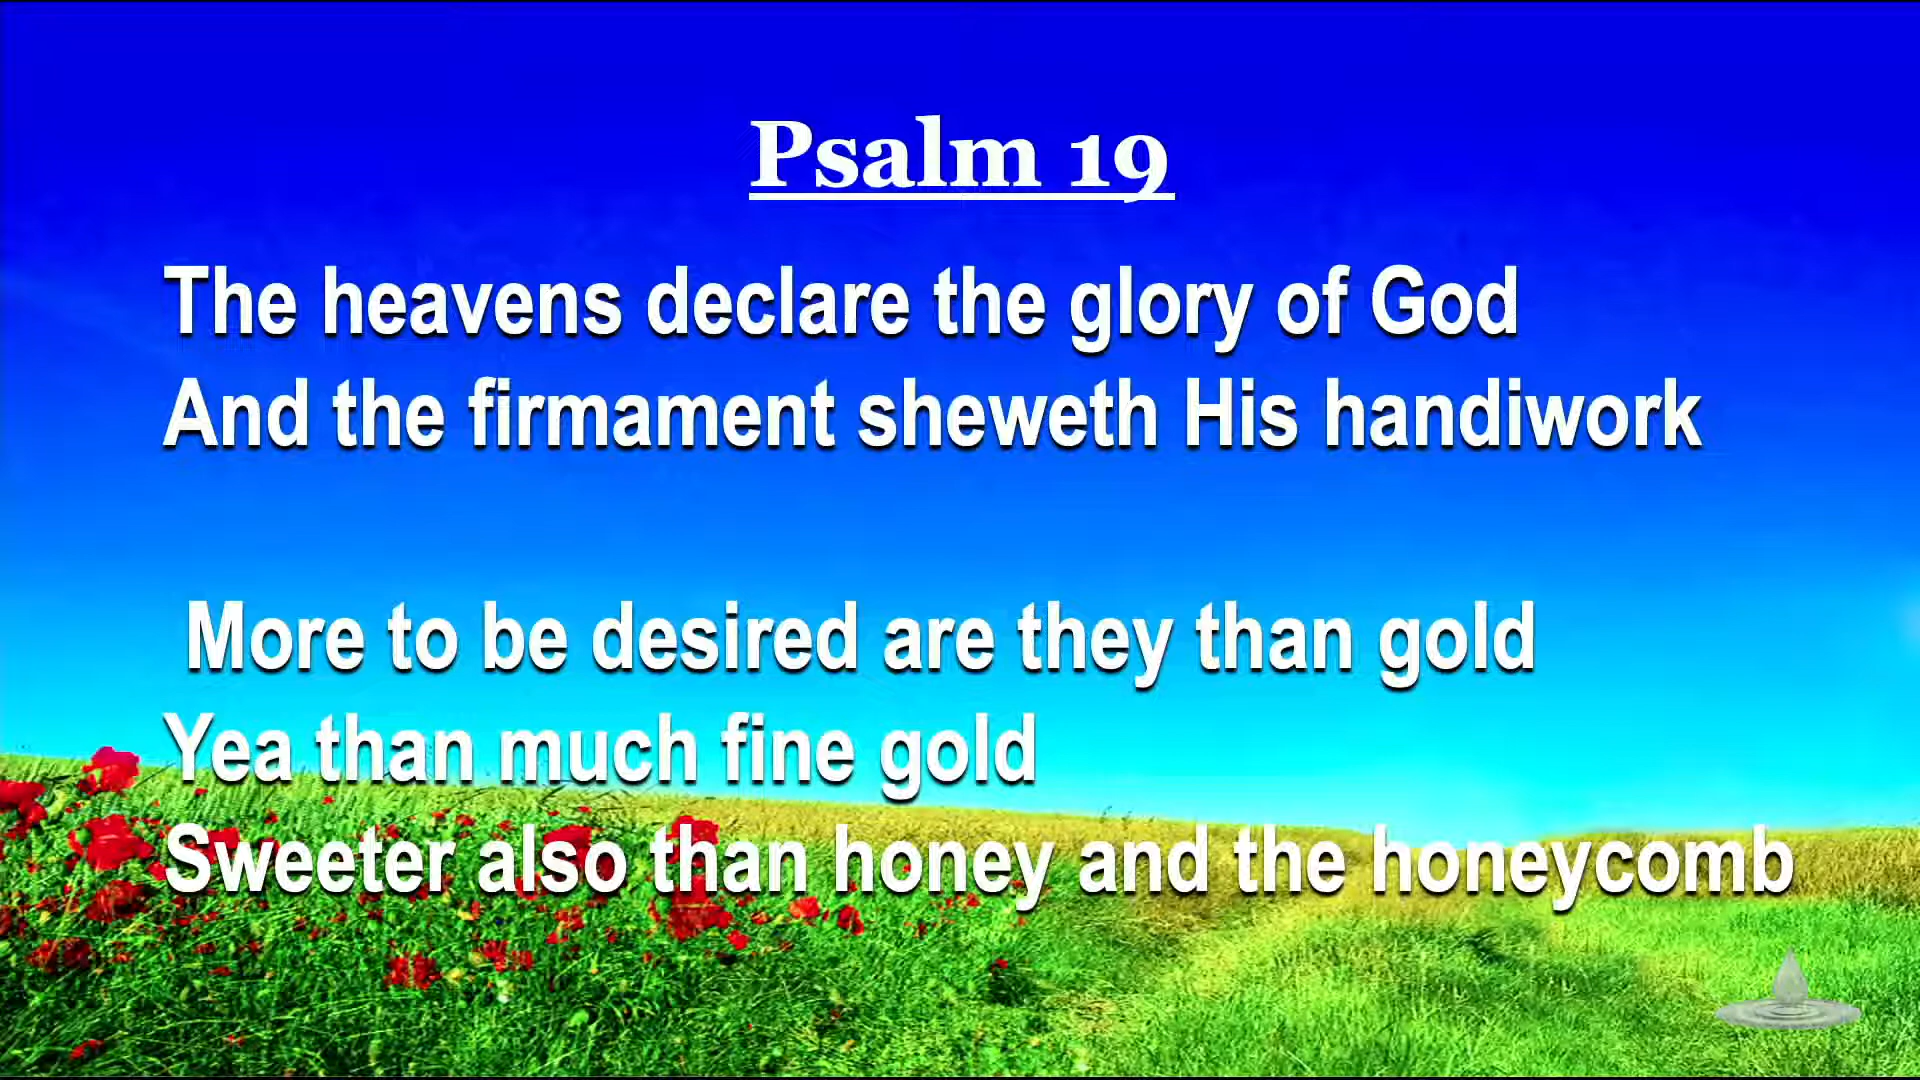 Psalm 19
The heavens declare the glory of God
And the firmament sheweth His handiwork
More to be desired are they than gold
Yea than much fine gold
Sweeter also than honey and the honeycomb